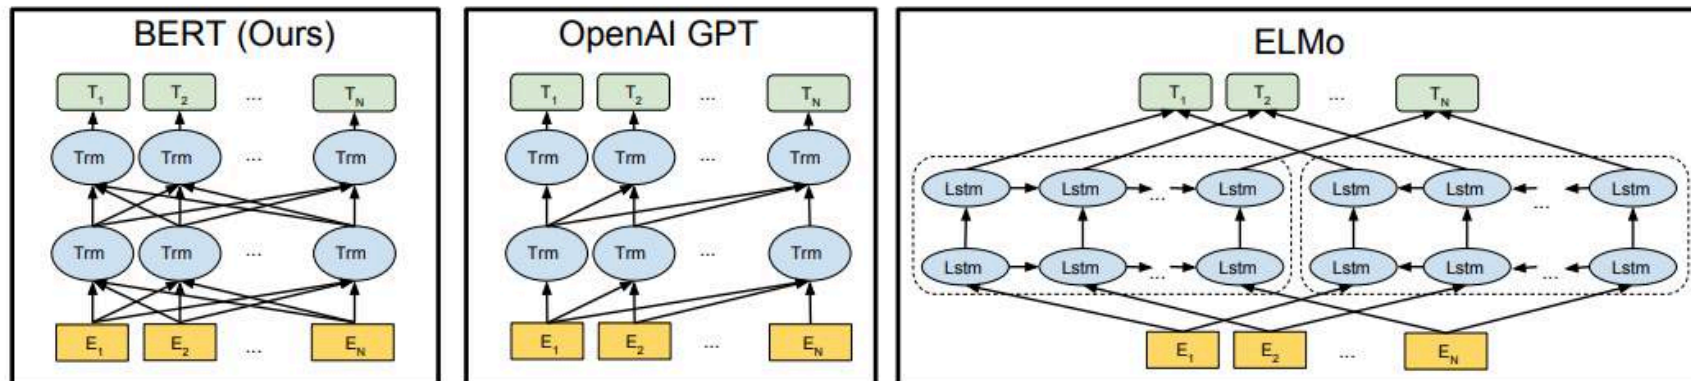 BERT (Ours)
T1 T2 ... TN
Trm Trm ... Trm
Trm Trm ... Trm
E1 E2 ... EN
OpenAI GPT
T1 T2 ... TN
Trm Trm ... Trm
Trm Trm ... Trm
E1 E2 ... EN
ELMo
T1 T2 ... TN
Lstm Lstm ... Lstm Lstm Lstm ... Lstm
Lstm Lstm ... Lstm Lstm Lstm ... Lstm
E1 E2 ... EN